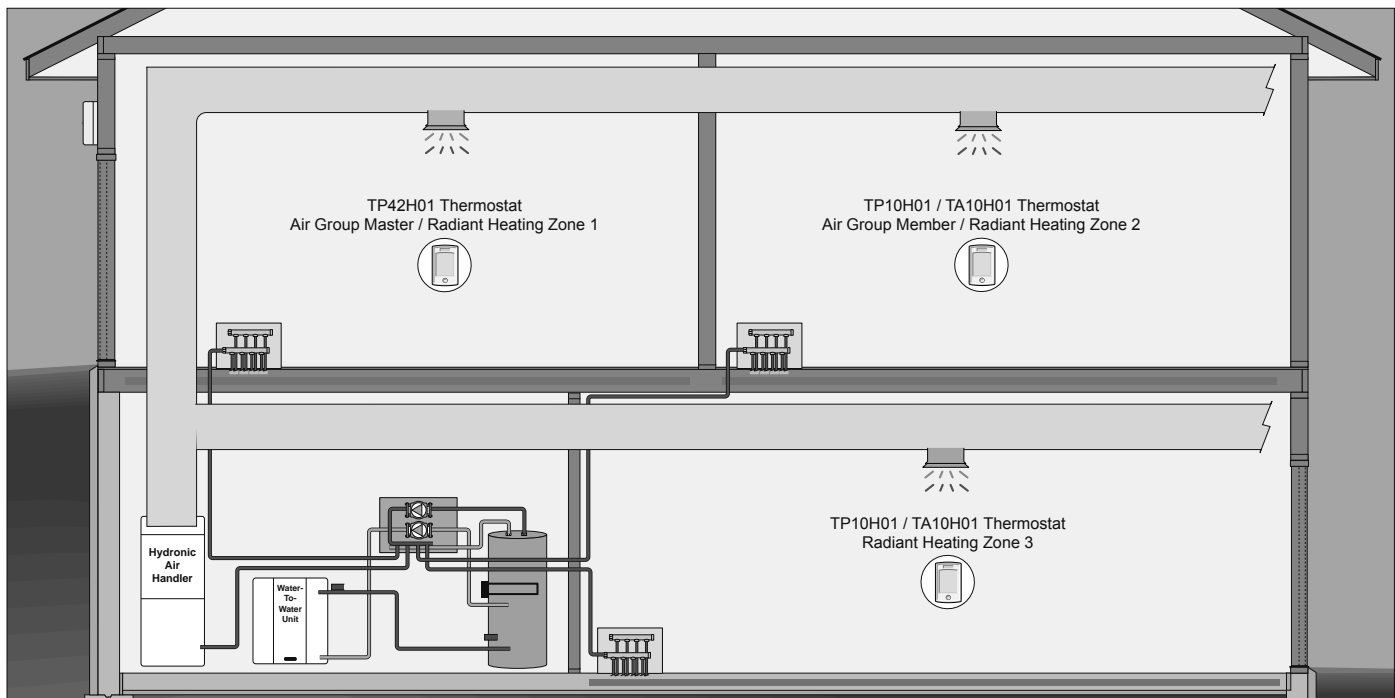 TP42H01 Thermostat
Air Group Master / Radiant Heating Zone 1
TP10H01 / TA10H01 Thermostat
Air Group Member / Radiant Heating Zone 2
TP10H01 / TA10H01 Thermostat
Radiant Heating Zone 3
Hydronic
Air
Handler
Water-
To-
Water
Unit